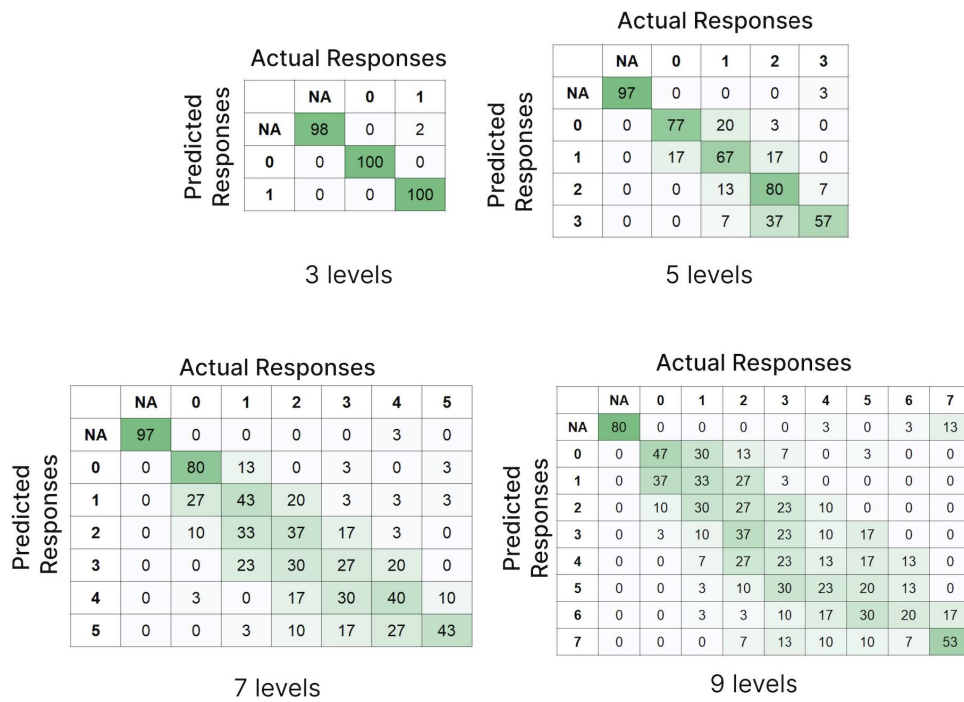 Actual Responses
Predicted
Responses
NA 0 1
NA 98 0 2
0 0 100 0
1 0 0 100
3 levels
Actual Responses
Predicted
Responses
NA 0 1 2 3
NA 97 0 0 0 3
0 0 77 20 3 0
1 0 17 67 17 0
2 0 0 13 80 7
3 0 0 7 37 57
5 levels
Actual Responses
Predicted
Responses
NA 0 1 2 3 4 5
NA 97 0 0 0 0 3 0
0 0 80 13 0 3 0 3
1 0 27 43 20 3 3 3
2 0 10 33 37 17 3 0
3 0 0 23 30 27 20 0
4 0 3 0 17 30 40 10
5 0 0 3 10 17 27 43
7 levels
Actual Responses
Predicted
Responses
NA 0 1 2 3 4 5 6 7
NA 80 0 0 0 0 3 0 3 13
0 0 47 30 13 7 0 3 0 0
1 0 37 33 27 3 0 0 0 0
2 0 10 30 27 23 10 0 0 0
3 0 3 10 37 23 10 17 0 0
4 0 0 7 27 23 13 17 13 0
5 0 0 3 10 30 23 20 13 0
6 0 0 3 3 10 17 30 20 17
7 0 0 0 7 13 10 10 7 53
9 levels